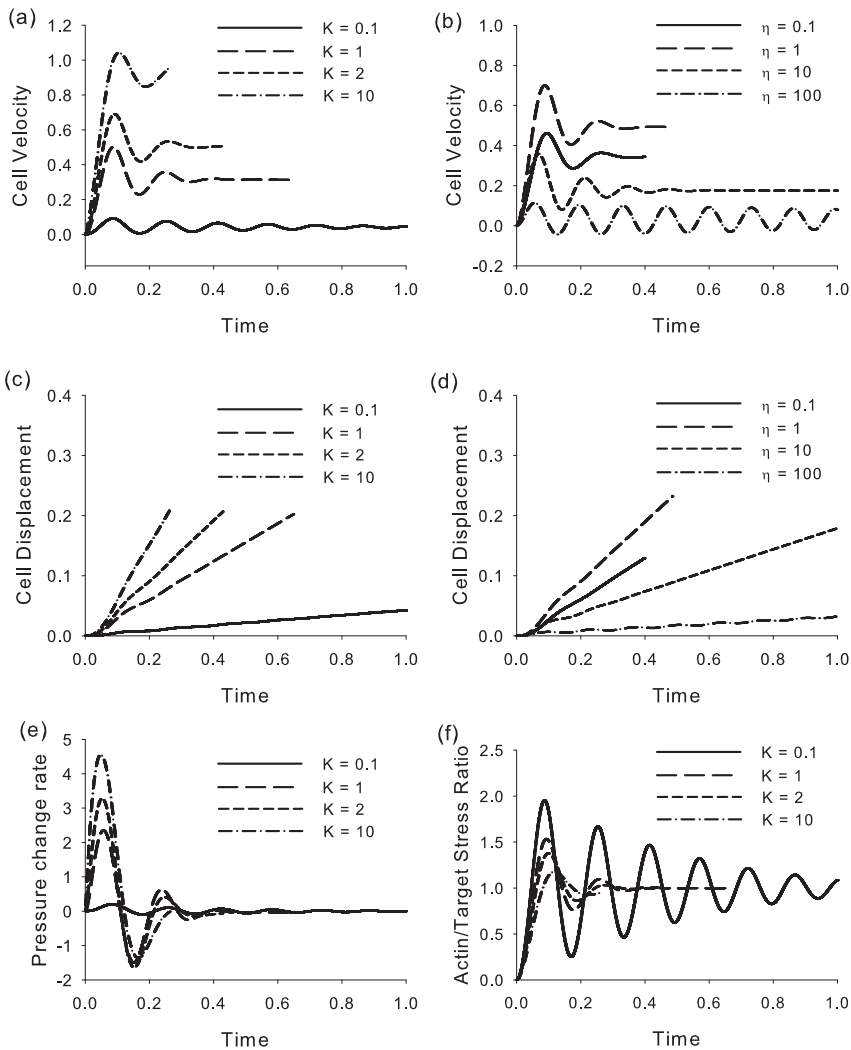 (a)
1.2
1.0
0.8
0.6
0.4
0.2
0.0
Cell Velocity
K = 0.1
K = 1
K = 2
K = 10
0.0 0.2 0.4 0.6 0.8 1.0
Time
(b)
1.0
0.8
0.6
0.4
0.2
0.0
-0.2
Cell Velocity
η = 0.1
η = 1
η = 10
η = 100
0.0 0.2 0.4 0.6 0.8 1.0
Time
(c)
0.4
0.3
0.2
0.1
0.0
Cell Displacement
K = 0.1
K = 1
K = 2
K = 10
0.0 0.2 0.4 0.6 0.8 1.0
Time
(d)
0.4
0.3
0.2
0.1
0.0
Cell Displacement
η = 0.1
η = 1
η = 10
η = 100
0.0 0.2 0.4 0.6 0.8 1.0
Time
(e)
5
4
3
2
1
0
-1
-2
Pressure change rate
K = 0.1
K = 1
K = 2
K = 10
0.0 0.2 0.4 0.6 0.8 1.0
Time
(f)
2.5
2.0
1.5
1.0
0.5
0.0
Actin/Target Stress Ratio
K = 0.1
K = 1
K = 2
K = 10
0.0 0.2 0.4 0.6 0.8 1.0
Time